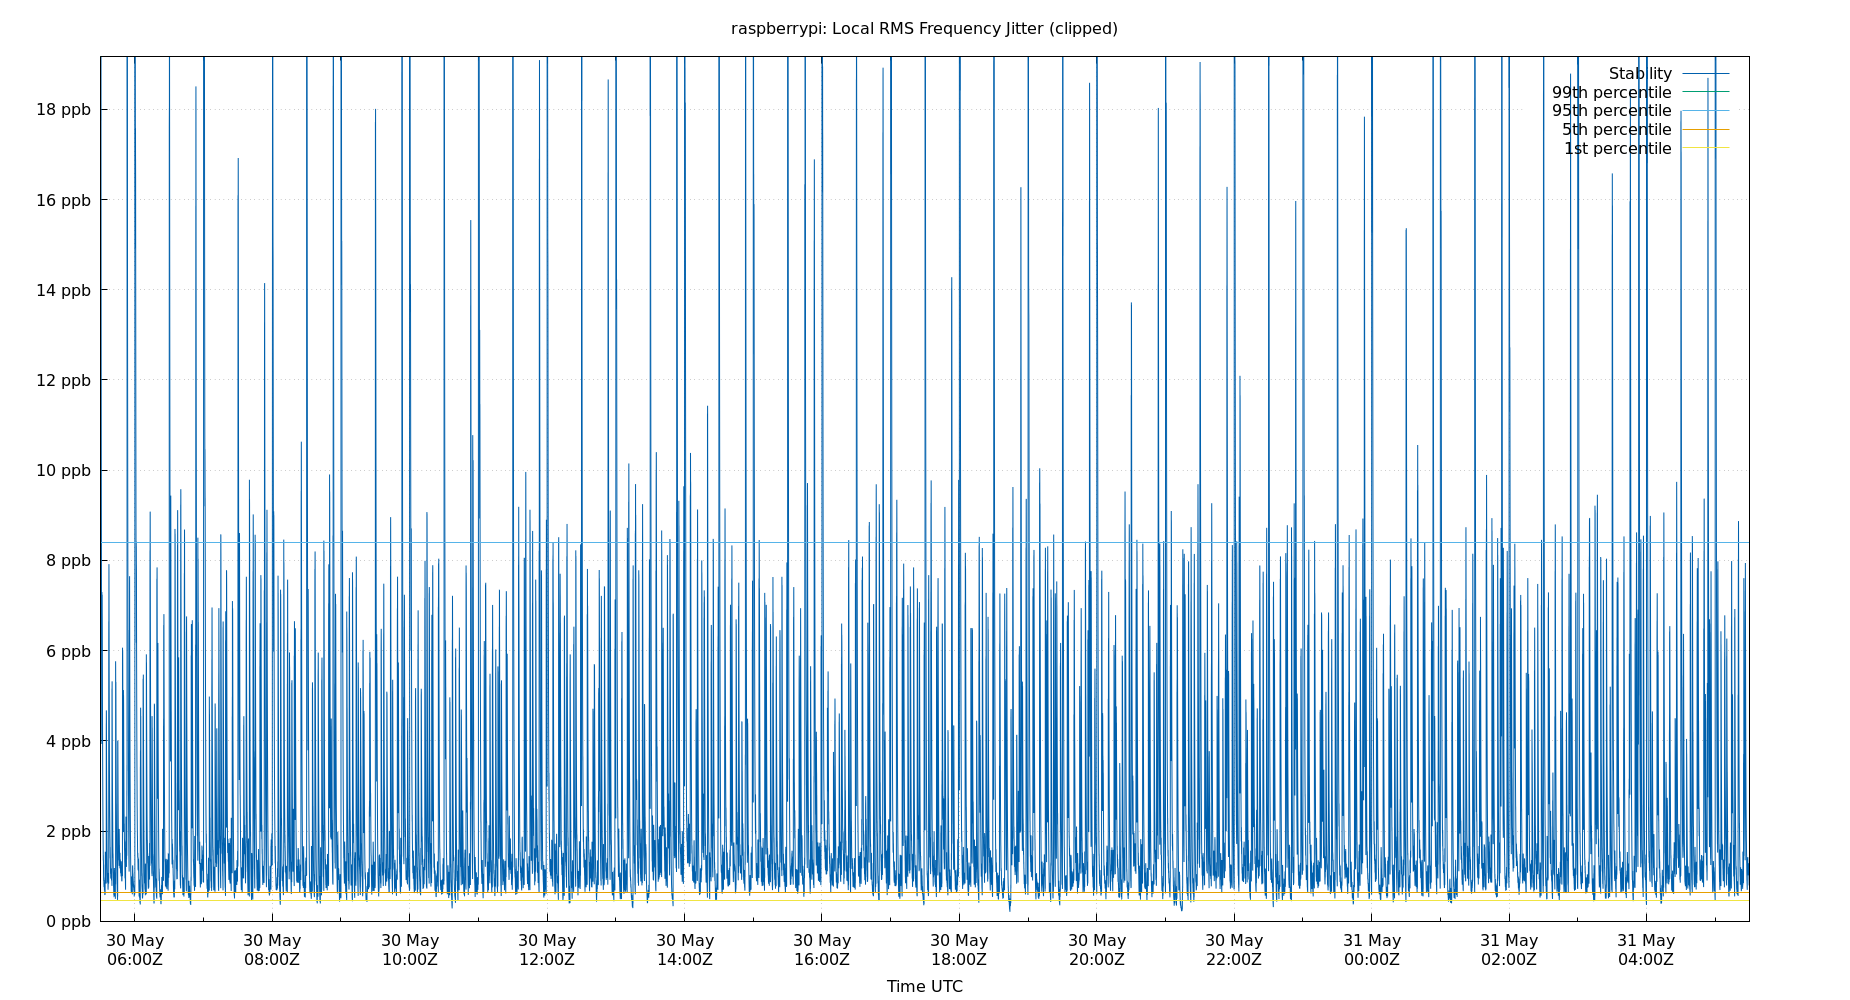 raspberrypi: Local RMS Frequency Jitter (clipped)
Stability
99th percentile
95th percentile
5th percentile
1st percentile
18 ppb
16 ppb
14 ppb
12 ppb
10 ppb
8 ppb
6 ppb
4 ppb
2 ppb
0 ppb
30 May 30 May 30 May 30 May 30 May 30 May 30 May 30 May 30 May 31 May 31 May 31 May
06:00Z 08:00Z 10:00Z 12:00Z 14:00Z 16:00Z 18:00Z 20:00Z 22:00Z 00:00Z 02:00Z 04:00Z
Time UTC